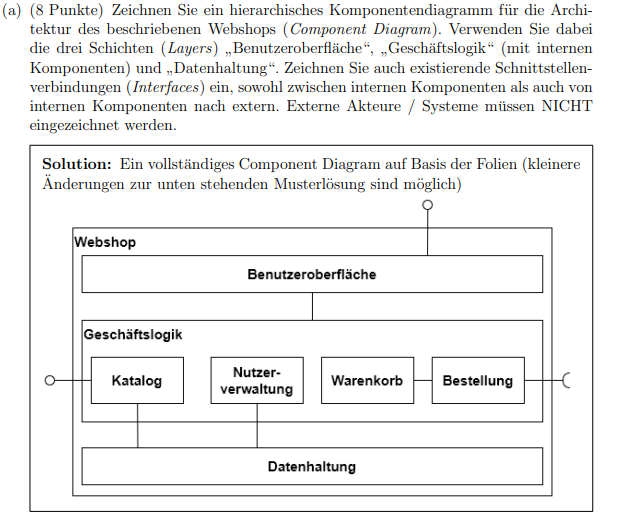 (a) (8 Punkte) Zeichnen Sie ein hierarchisches Komponentendiagramm für die Archi-
tektur des beschriebenen Webshops (Component Diagram). Verwenden Sie dabei
die drei Schichten (Layers) „Benutzeroberfläche“, „Geschäftslogik“ (mit internen
Komponenten) und „Datenhaltung“. Zeichnen Sie auch existierende Schnittstellen-
verbindungen (Interfaces) ein, sowohl zwischen internen Komponenten als auch von
internen Komponenten nach extern. Externe Akteure / Systeme müssen NICHT
eingezeichnet werden.
Solution: Ein vollständiges Component Diagram auf Basis der Folien (kleinere
Änderungen zur unten stehenden Musterlösung sind möglich)
Webshop
Benutzeroberfläche
Geschäftslogik
Katalog
Nutzer-
verwaltung
Warenkorb
Bestellung
Datenhaltung